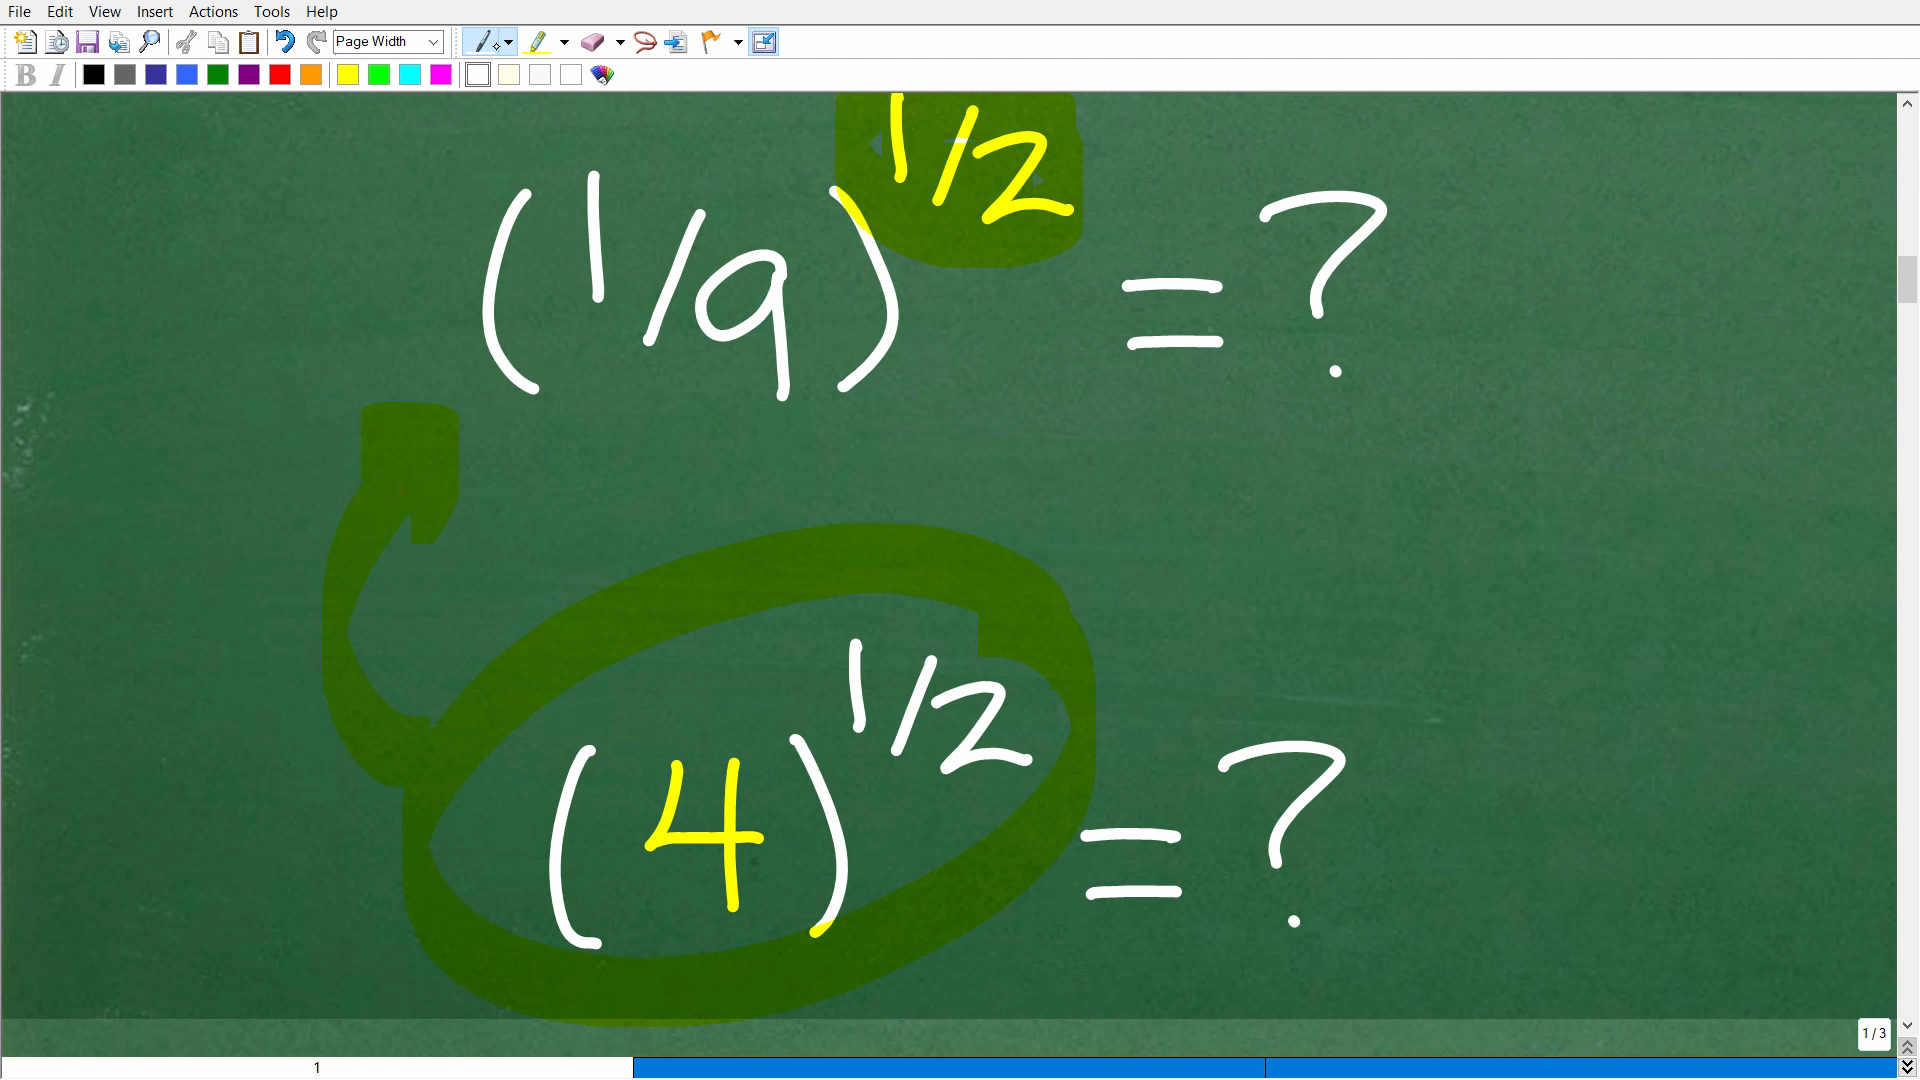 File Edit View Insert Actions Tools Help
Page Width
B I
(1/9)^1/2 = ?
(4)^1/2 = ?
1/3
1